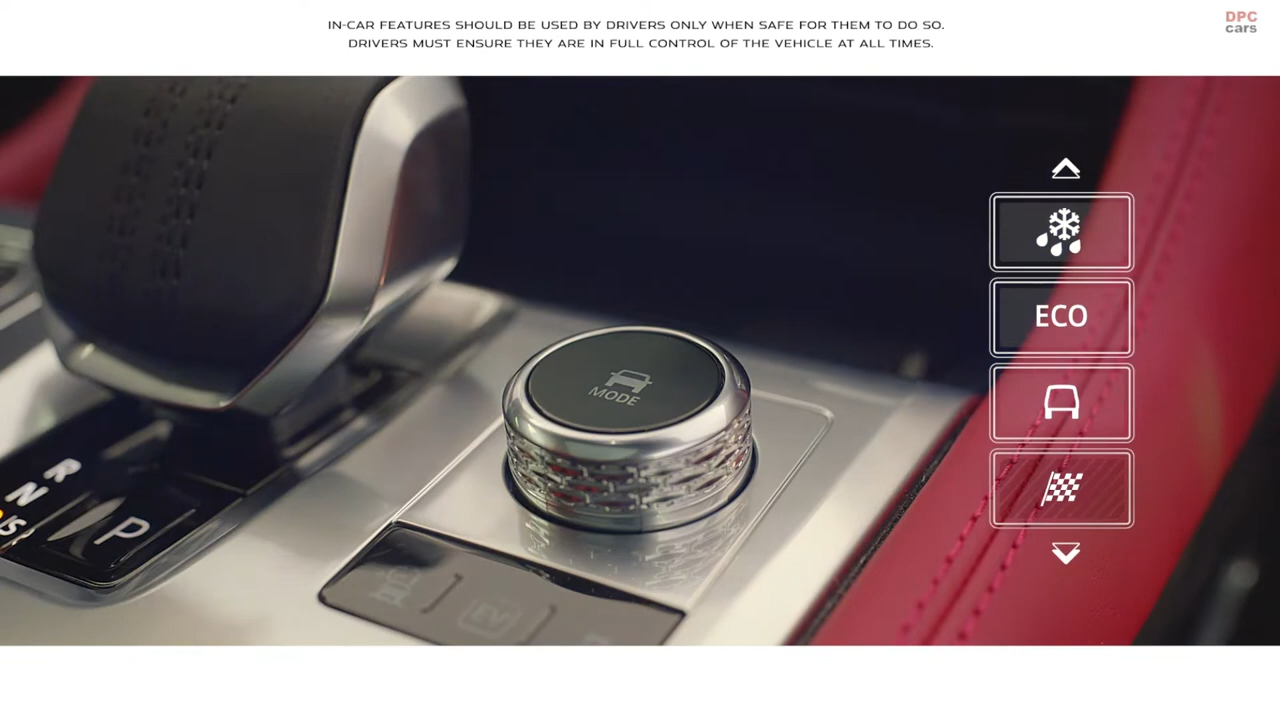 IN-CAR FEATURES SHOULD BE USED BY DRIVERS ONLY WHEN SAFE FOR THEM TO DO SO.
DRIVERS MUST ENSURE THEY ARE IN FULL CONTROL OF THE VEHICLE AT ALL TIMES.
DPC
cars
ECO
MODE
R
N
P
EV